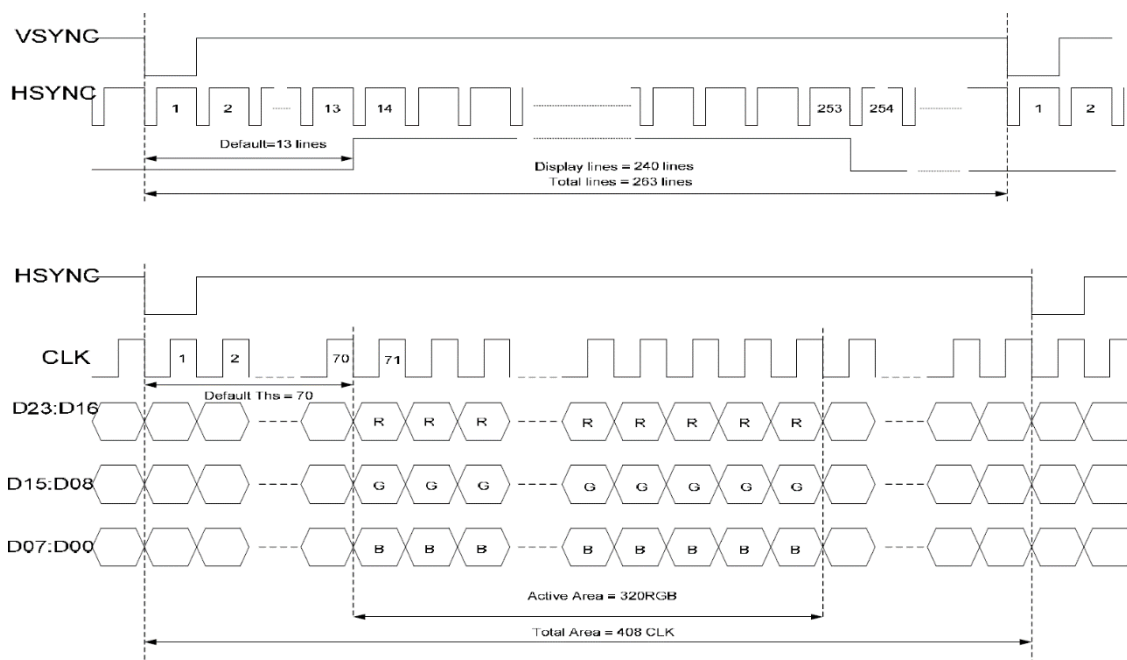 VSYNC
HSYNC
1 2 13 14 253 254 1 2
Default=13 lines
Display lines = 240 lines
Total lines = 263 lines
HSYNC
CLK
1 2 70 71
Default Ths = 70
D23:D16
R R R R R R R R
D15:D08
G G G G G G G G
D07:D00
B B B B B B B B
Active Area = 320RGB
Total Area = 408 CLK